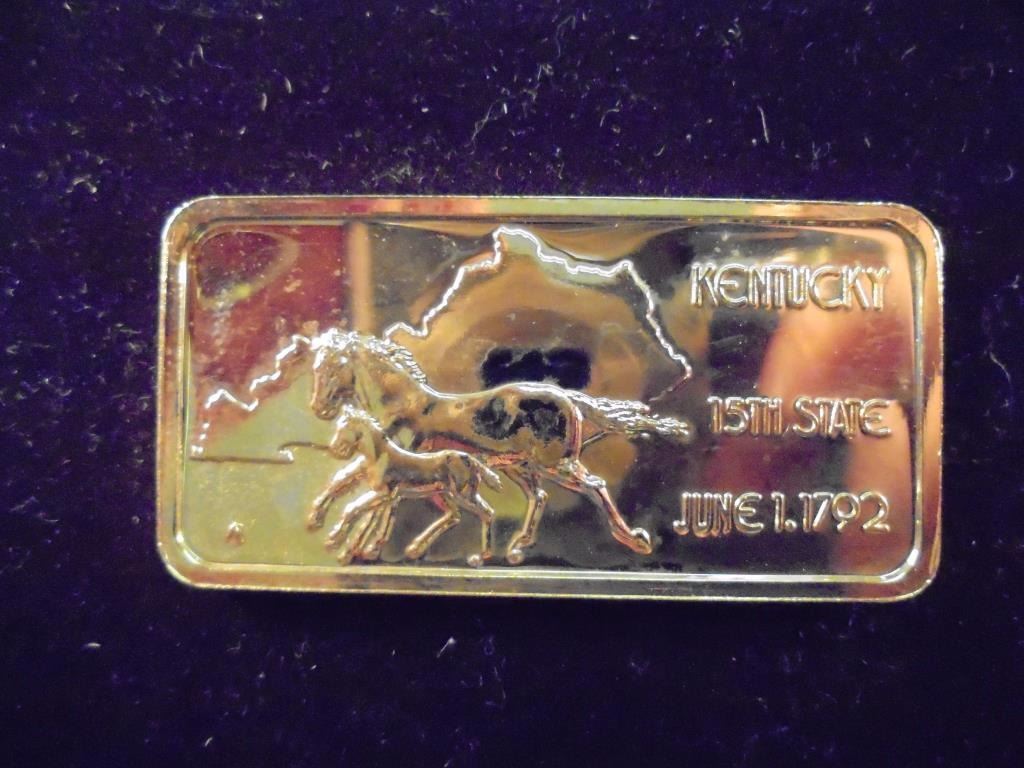 KENTUCKY
15TH. STATE
JUNE 1. 1792